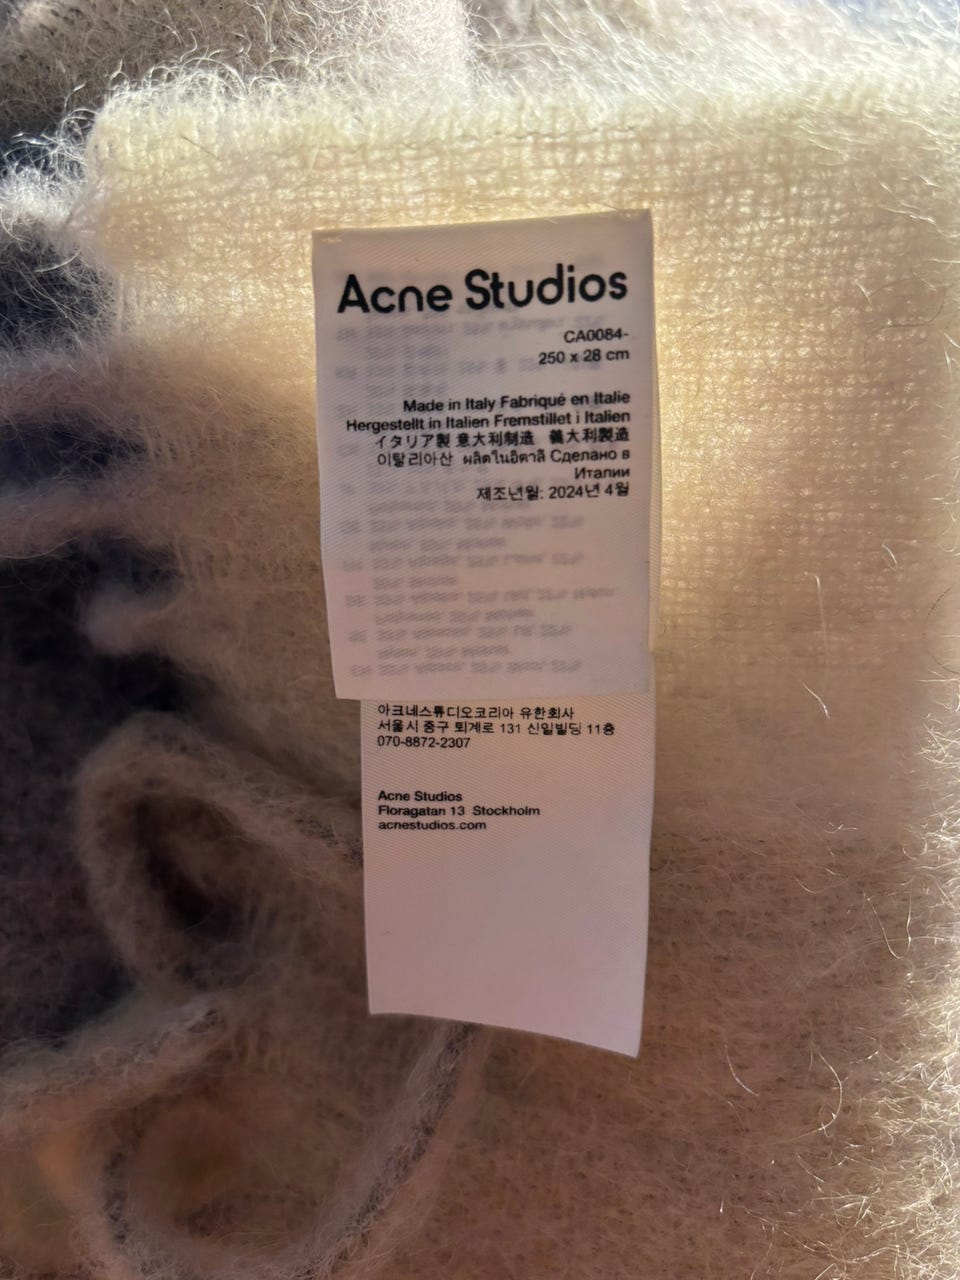 Acne Studios
CA0084-
250 x 28 cm
Made in Italy Fabriqué en Italie
Hergestellt in Italien Fremstillet i Italien
イタリア製 意大利制造 義大利製造
이탈리아산 ผลิตในอิตาลี Сделано в
Италии
제조년월: 2024년 4월
아크네스튜디오코리아 유한회사
서울시 중구 퇴계로 131 신일빌딩 11층
070-8872-2307
Acne Studios
Floragatan 13 Stockholm
acnestudios.com